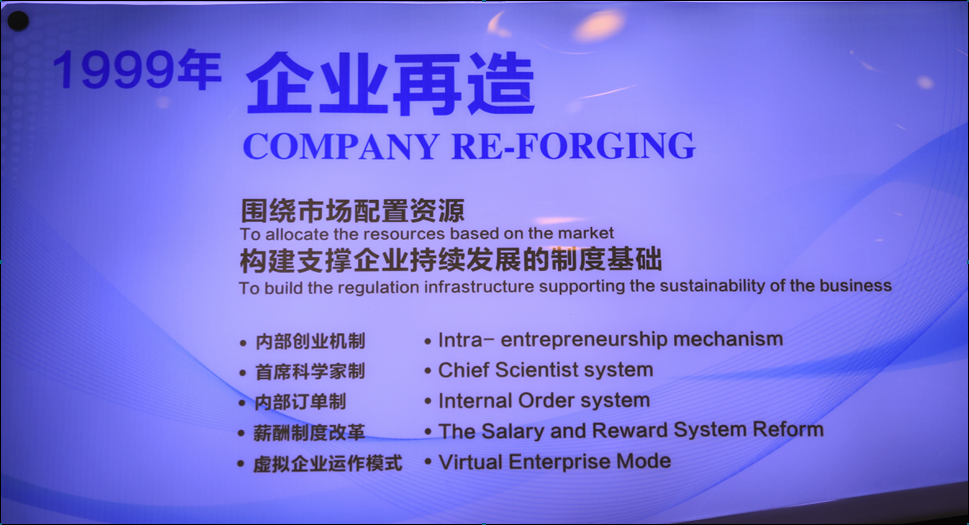 1999年 企业再造
COMPANY RE-FORGING
围绕市场配置资源
To allocate the resources based on the market
构建支撑企业持续发展的制度基础
To build the regulation infrastructure supporting the sustainability of the business
• 内部创业机制 • Intra- entrepreneurship mechanism
• 首席科学家制 • Chief Scientist system
• 内部订单制 • Internal Order system
• 薪酬制度改革 • The Salary and Reward System Reform
• 虚拟企业运作模式 • Virtual Enterprise Mode